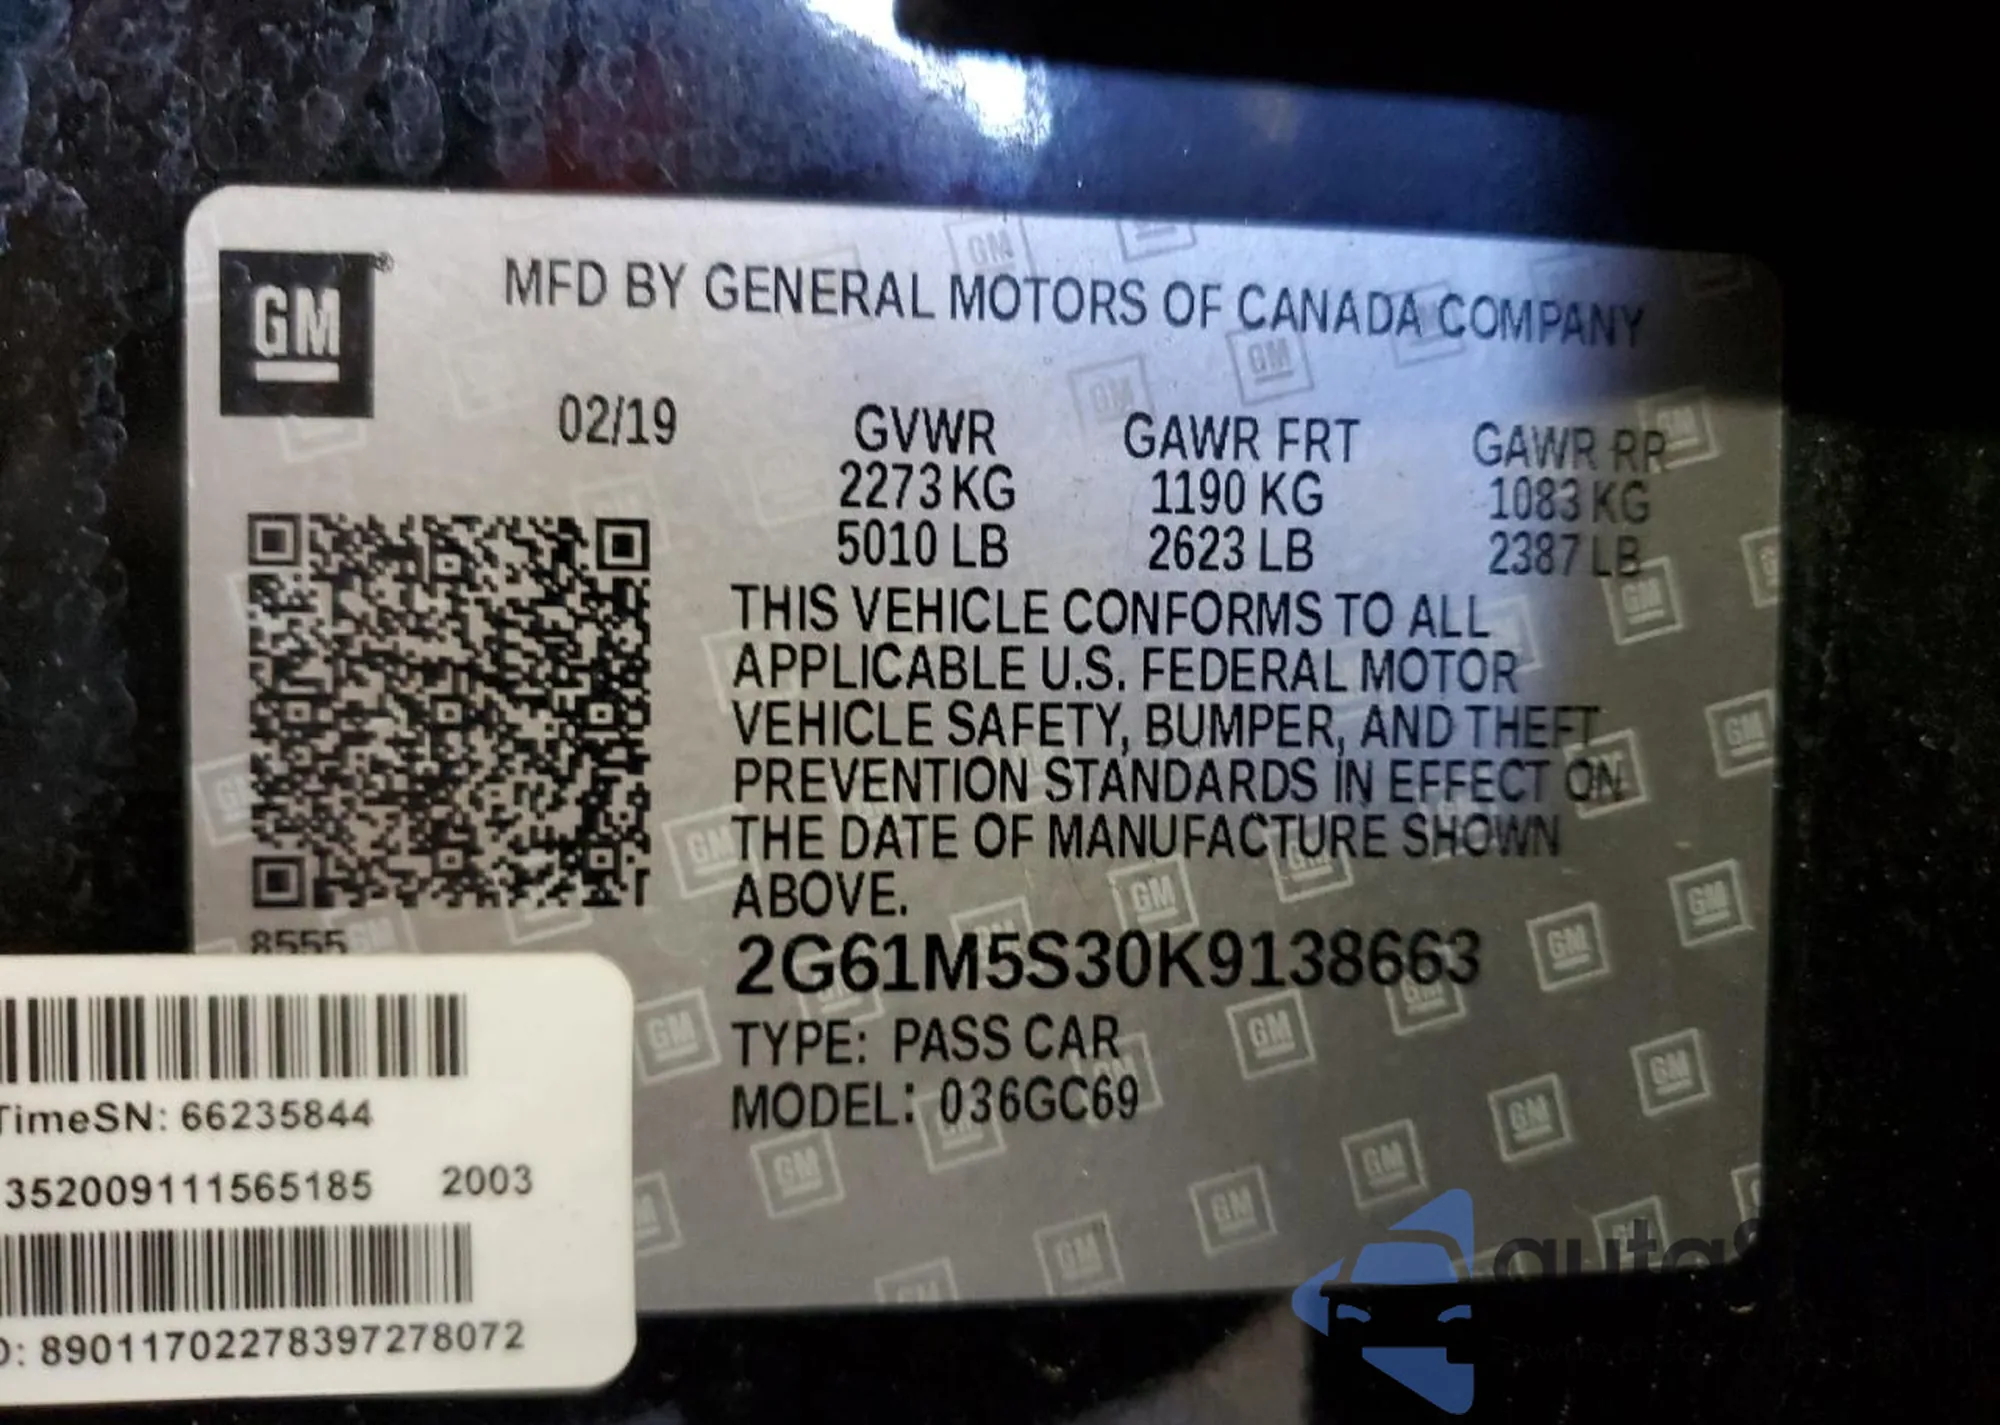 GM
MFD BY GENERAL MOTORS OF CANADA COMPANY
02/19
GVWR GAWR FRT GAWR RR
2273 KG 1190 KG 1083 KG
5010 LB 2623 LB 2387 LB
THIS VEHICLE CONFORMS TO ALL
APPLICABLE U.S. FEDERAL MOTOR
VEHICLE SAFETY, BUMPER, AND THEFT
PREVENTION STANDARDS IN EFFECT ON
THE DATE OF MANUFACTURE SHOWN
ABOVE.
8555
2G61M5S30K9138663
TYPE: PASS CAR
MODEL: 036GC69
TimeSN: 66235844
352009111565185 2003
D: 89011702278397278072